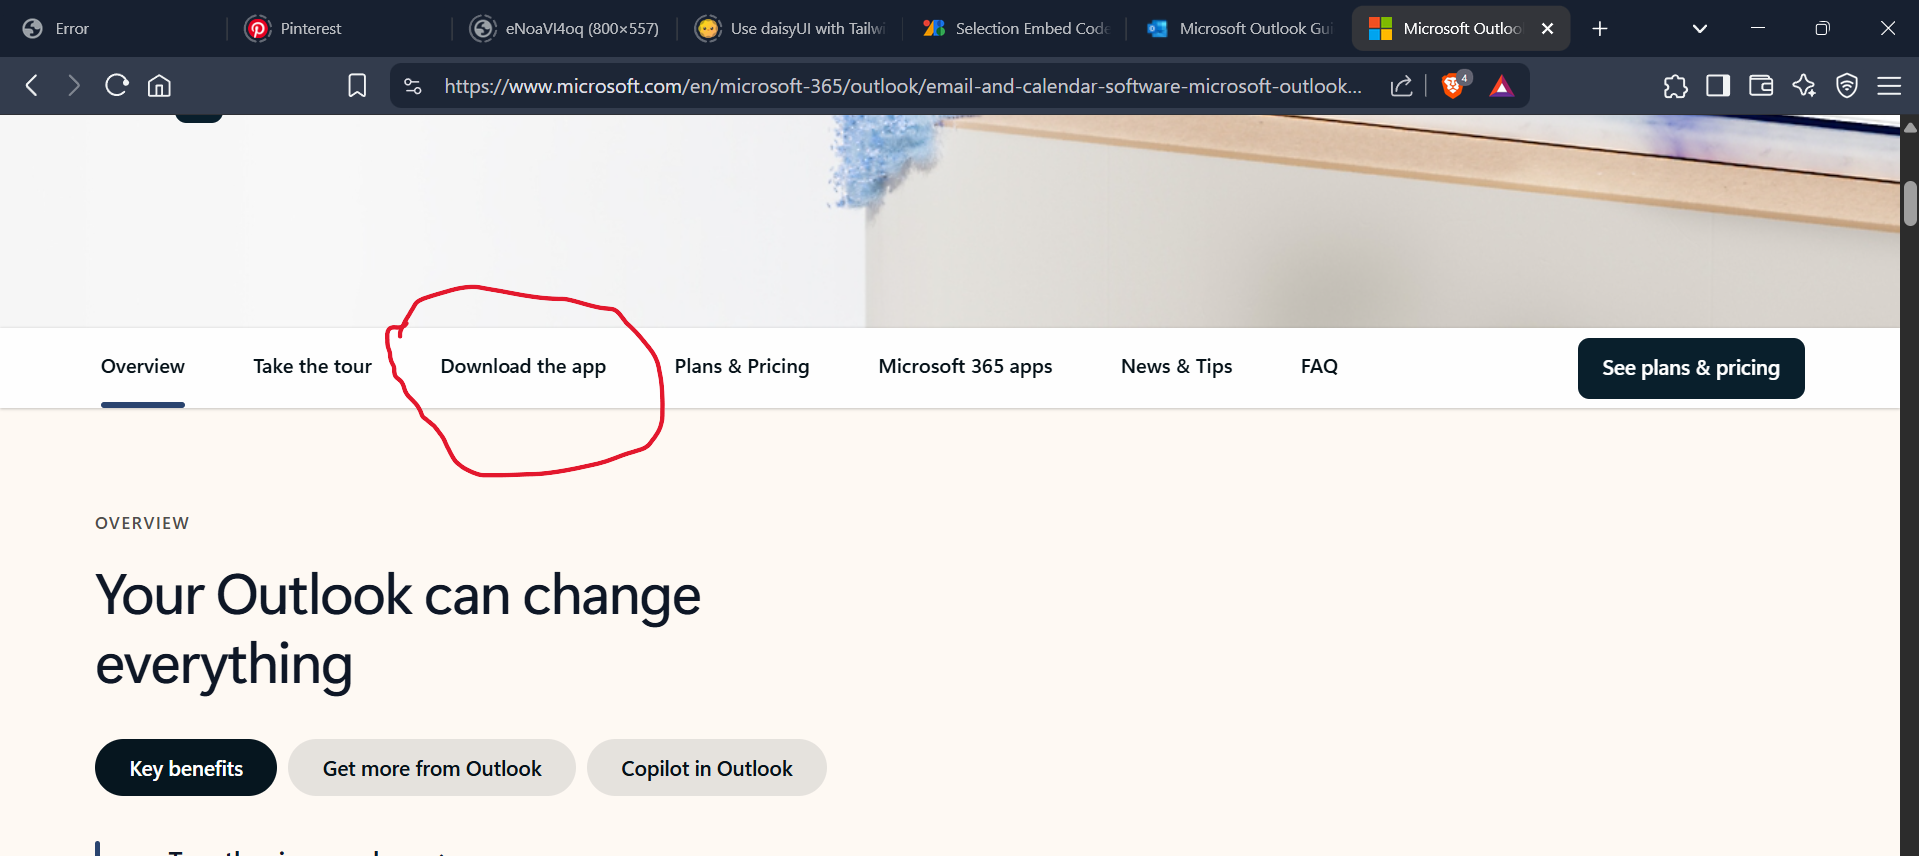 Error
Pinterest
eNoaVl4oq (800×557)
Use daisyUI with Tailwi
Selection Embed Code
Microsoft Outlook Gui
Microsoft Outloo
https://www.microsoft.com/en/microsoft-365/outlook/email-and-calendar-software-microsoft-outlook...
4
Overview
Take the tour
Download the app
Plans & Pricing
Microsoft 365 apps
News & Tips
FAQ
See plans & pricing
OVERVIEW
Your Outlook can change
everything
Key benefits
Get more from Outlook
Copilot in Outlook